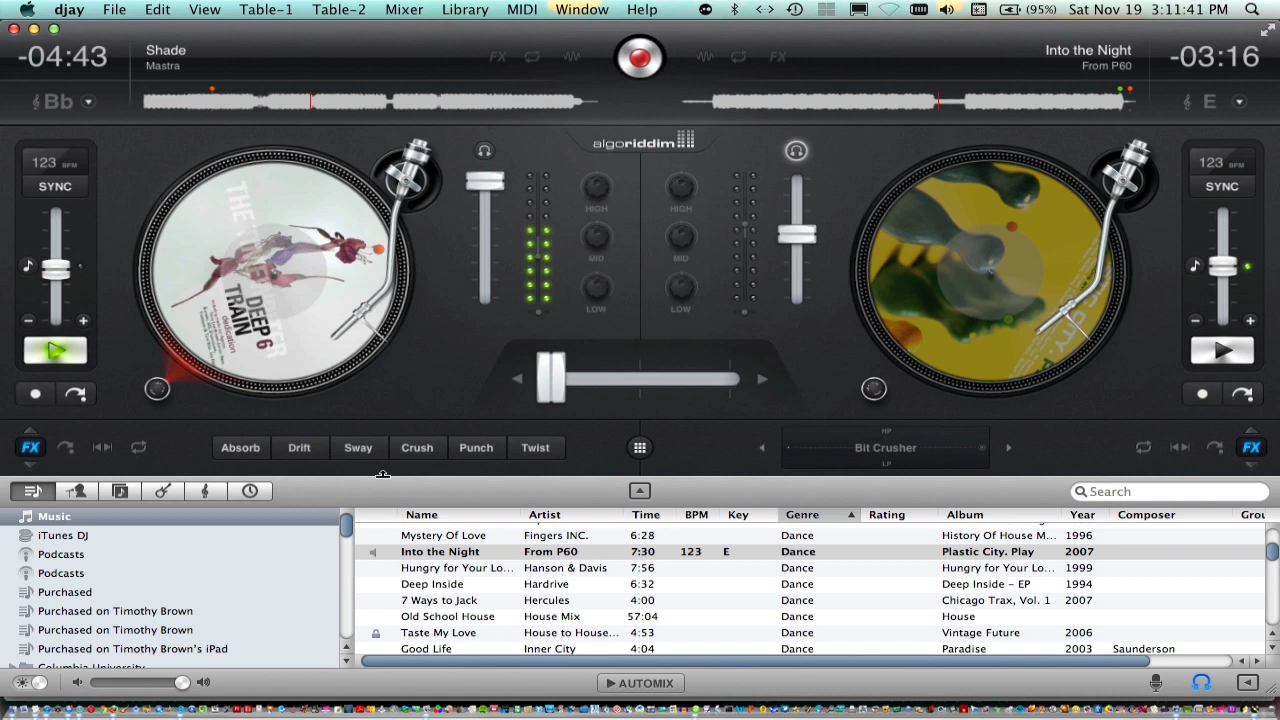 djay File Edit View Table-1 Table-2 Mixer Library MIDI Window Help (95%) Sat Nov 19 3:11:41 PM
-04:43 Shade FX FX Into the Night -03:16
Mastra From P60
Bb E
algoriddim
123 BPM 123 BPM
SYNC SYNC
HIGH HIGH
MID MID
LOW LOW
THE
DEEP 6
TRAIN
dedication
FX Absorb Drift Sway Crush Punch Twist HP FX
Bit Crusher
LP
Search
Name Artist Time BPM Key Genre Rating Album Year Composer Grou
Music
iTunes DJ
Podcasts
Podcasts
Purchased
Purchased on Timothy Brown
Purchased on Timothy Brown
Purchased on Timothy Brown's iPad
Columbia University
Mystery Of Love Fingers INC. 6:28 Dance History Of House M... 1996
Into the Night From P60 7:30 123 E Dance Plastic City. Play 2007
Hungry for Your Lo... Hanson & Davis 7:56 Dance Hungry for Your Lo... 1999
Deep Inside Hardrive 6:32 Dance Deep Inside - EP 1994
7 Ways to Jack Hercules 4:00 Dance Chicago Trax, Vol. 1 2007
Old School House House Mix 57:04 Dance House
Taste My Love House to House... 4:53 Dance Vintage Future 2006
Good Life Inner City 4:04 Dance Paradise 2003 Saunderson
AUTOMIX